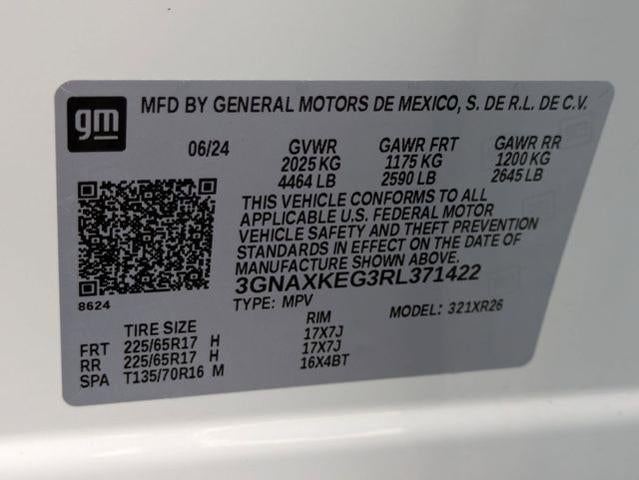 gm
MFD BY GENERAL MOTORS DE MEXICO, S. DE R.L. DE C.V.
06/24 GVWR GAWR FRT GAWR RR
2025 KG 1175 KG 1200 KG
4464 LB 2590 LB 2645 LB
THIS VEHICLE CONFORMS TO ALL
APPLICABLE U.S. FEDERAL MOTOR
VEHICLE SAFETY AND THEFT PREVENTION
STANDARDS IN EFFECT ON THE DATE OF
MANUFACTURE SHOWN ABOVE.
3GNAXKEG3RL371422
8624
TYPE: MPV MODEL: 321XR26
TIRE SIZE RIM
FRT 225/65R17 H 17X7J
RR 225/65R17 H 17X7J
SPA T135/70R16 M 16X4BT